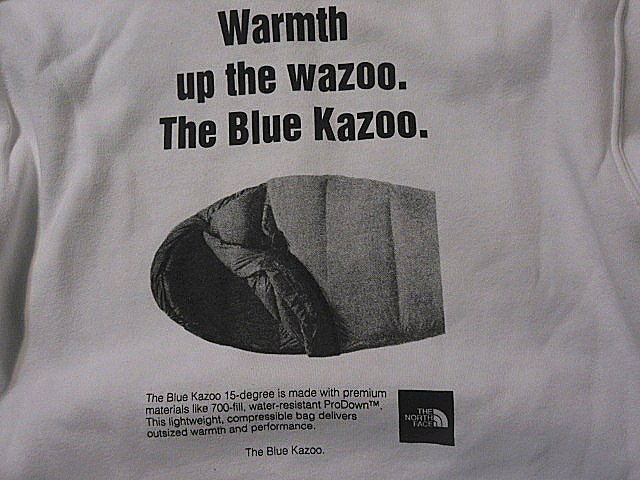 Warmth
up the wazoo.
The Blue Kazoo.
The Blue Kazoo 15-degree is made with premium
materials like 700-fill, water-resistant ProDown™.
This lightweight, compressible bag delivers
outsized warmth and performance.
The Blue Kazoo.
THE
NORTH
FACE